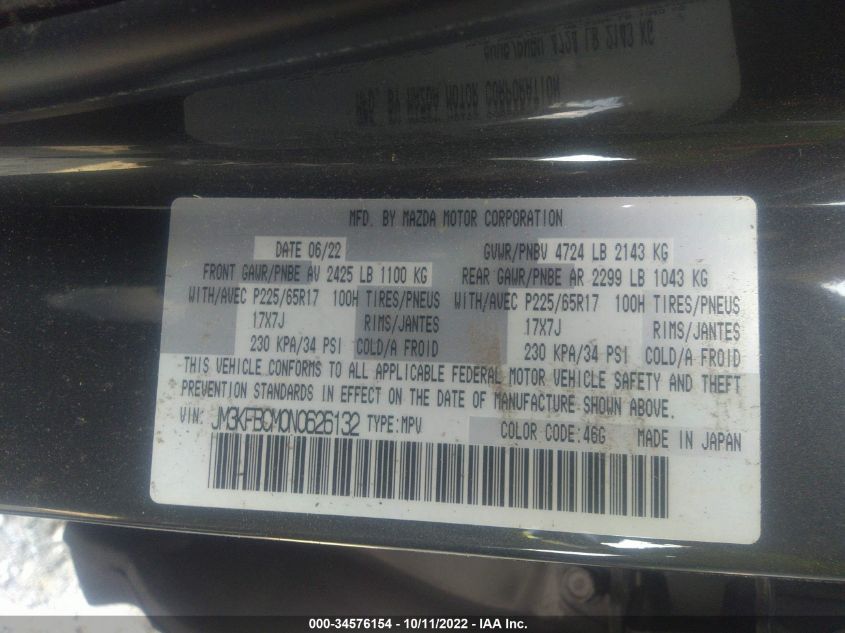 MFD. BY MAZDA MOTOR CORPORATION
DATE 06/22 GVWR/PNBV 4724 LB 2143 KG
FRONT GAWR/PNBE AV 2425 LB 1100 KG REAR GAWR/PNBE AR 2299 LB 1043 KG
WITH/AVEC P225/65R17 100H TIRES/PNEUS WITH/AVEC P225/65R17 100H TIRES/PNEUS
17X7J RIMS/JANTES 17X7J RIMS/JANTES
230 KPA/34 PSI COLD/A FROID 230 KPA/34 PSI COLD/A FROID
THIS VEHICLE CONFORMS TO ALL APPLICABLE FEDERAL MOTOR VEHICLE SAFETY AND THEFT
PREVENTION STANDARDS IN EFFECT ON THE DATE OF MANUFACTURE SHOWN ABOVE.
VIN: JM3KFBCM0N0626132 TYPE:MPV COLOR CODE:46G MADE IN JAPAN
000-34576154 - 10/11/2022 - IAA Inc.